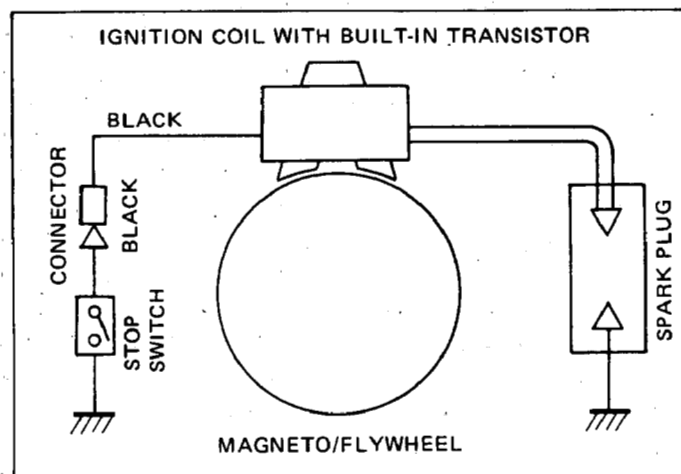 IGNITION COIL WITH BUILT-IN TRANSISTOR
BLACK
CONNECTOR
BLACK
STOP
SWITCH
SPARK PLUG
MAGNETO/FLYWHEEL